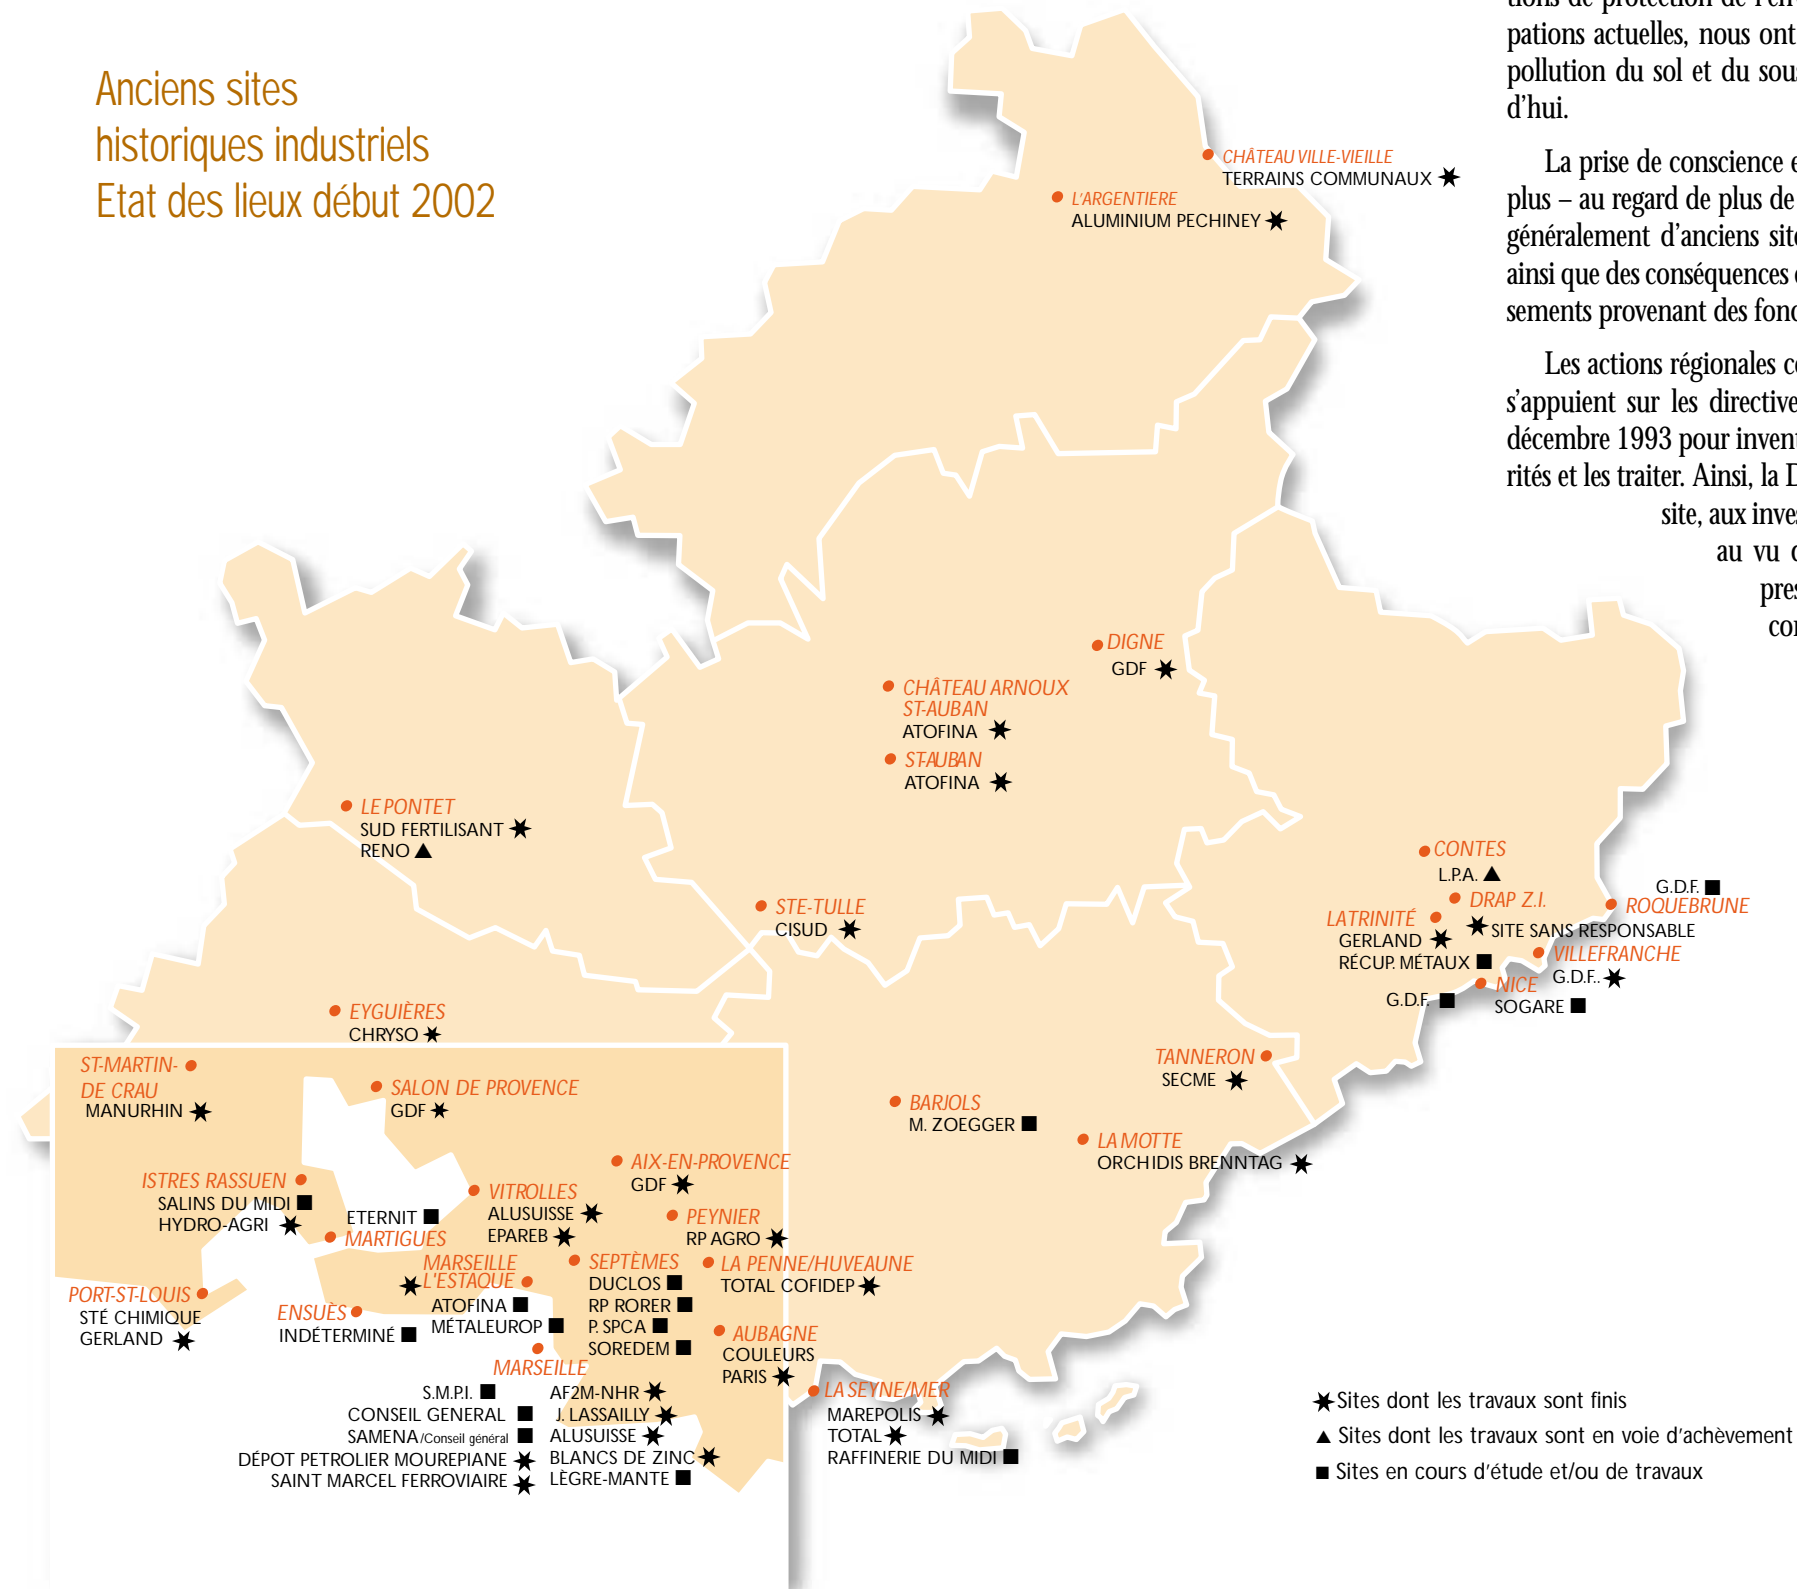 Anciens sites
historiques industriels
Etat des lieux début 2002
pations actuelles, nous ont
pollution du sol et du sous
d'hui.
La prise de conscience e
plus – au regard de plus de
généralement d'anciens site
ainsi que des conséquences
sements provenant des fond
Les actions régionales co
s'appuient sur les directive
décembre 1993 pour invent
rités et les traiter. Ainsi, la D
site, aux inves
au vu d
pres
con
CHÂTEAU VILLE-VIEILLE
TERRAINS COMMUNAUX
L'ARGENTIERE
ALUMINIUM PECHINEY
DIGNE
GDF
CHÂTEAU ARNOUX
ST-AUBAN
ATOFINA
ST-AUBAN
ATOFINA
LE PONTET
SUD FERTILISANT
RENO
STE-TULLE
CISUD
CONTES
L.P.A.
DRAP Z.I.
SITE SANS RESPONSABLE
LA TRINITÉ
GERLAND
RÉCUP. MÉTAUX
G.D.F.
ROQUEBRUNE
VILLEFRANCHE
G.D.F..
NICE
G.D.F.
SOGARE
EYGUIÈRES
CHRYSO
ST-MARTIN-
DE CRAU
MANURHIN
SALON DE PROVENCE
GDF
TANNERON
SECME
BARJOLS
M. ZOEGGER
LA MOTTE
ORCHIDIS BRENNTAG
ISTRES RASSUEN
SALINS DU MIDI
HYDRO-AGRI
ETERNIT
MARTIGUES
VITROLLES
ALUSUISSE
EPAREB
AIX-EN-PROVENCE
GDF
PEYNIER
RP AGRO
LA PENNE/HUVEAUNE
TOTAL COFIDEP
PORT-ST-LOUIS
STÉ CHIMIQUE
GERLAND
ENSUÈS
INDÉTERMINÉ
MARSEILLE
L'ESTAQUE
ATOFINA
MÉTALEUROP
SEPTÈMES
DUCLOS
RP RORER
P. SPCA
SOREDEM
AUBAGNE
COULEURS
PARIS
MARSEILLE
S.M.P.I.
CONSEIL GENERAL
SAMENA/Conseil général
DÉPOT PETROLIER MOUREPIANE
SAINT MARCEL FERROVIAIRE
AF2M-NHR
J. LASSAILLY
ALUSUISSE
BLANCS DE ZINC
LÈGRE-MANTE
LA SEYNE/MER
MAREPOLIS
TOTAL
RAFFINERIE DU MIDI
Sites dont les travaux sont finis
Sites dont les travaux sont en voie d'achèvement
Sites en cours d'étude et/ou de travaux